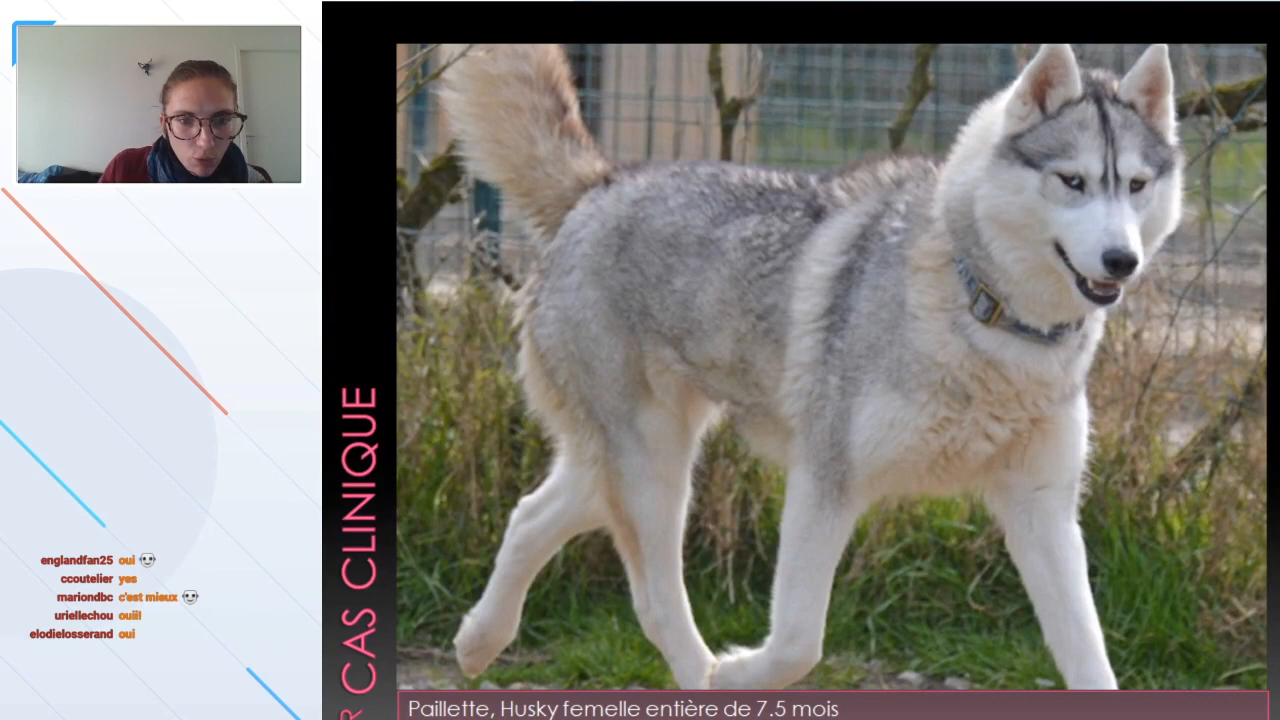 englandfan25 oui
ccoutelier yes
mariondbc c'est mieux
uriellechou ouii!
elodielosserand oui
R CAS CLINIQUE
Paillette, Husky femelle entière de 7.5 mois